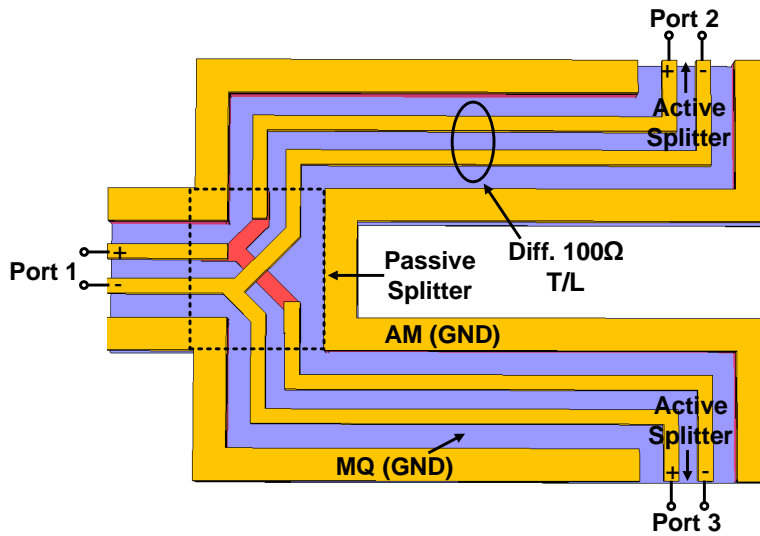 Port 2
+ -
Active
Splitter
+
Port 1
-
Diff. 100Ω
T/L
Passive
Splitter
AM (GND)
Active
Splitter
MQ (GND)
+ -
Port 3